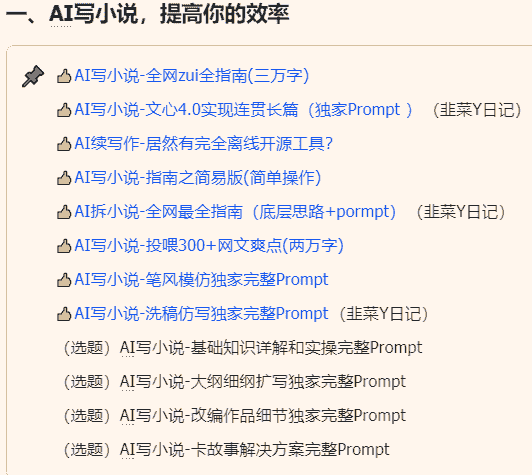 一、AI写小说，提高你的效率
AI写小说-全网zui全指南(三万字)
AI写小说-文心4.0实现连贯长篇（独家Prompt ）（韭菜Y日记）
AI续写作-居然有完全离线开源工具?
AI写小说-指南之简易版(简单操作)
AI拆小说-全网最全指南（底层思路+pormpt）（韭菜Y日记）
AI写小说-投喂300+网文爽点(两万字)
AI写小说-笔风模仿独家完整Prompt
AI写小说-洗稿仿写独家完整Prompt（韭菜Y日记）
（选题）AI写小说-基础知识详解和实操完整Prompt
（选题）AI写小说-大纲细纲扩写独家完整Prompt
（选题）AI写小说-改编作品细节独家完整Prompt
（选题）AI写小说-卡故事解决方案完整Prompt